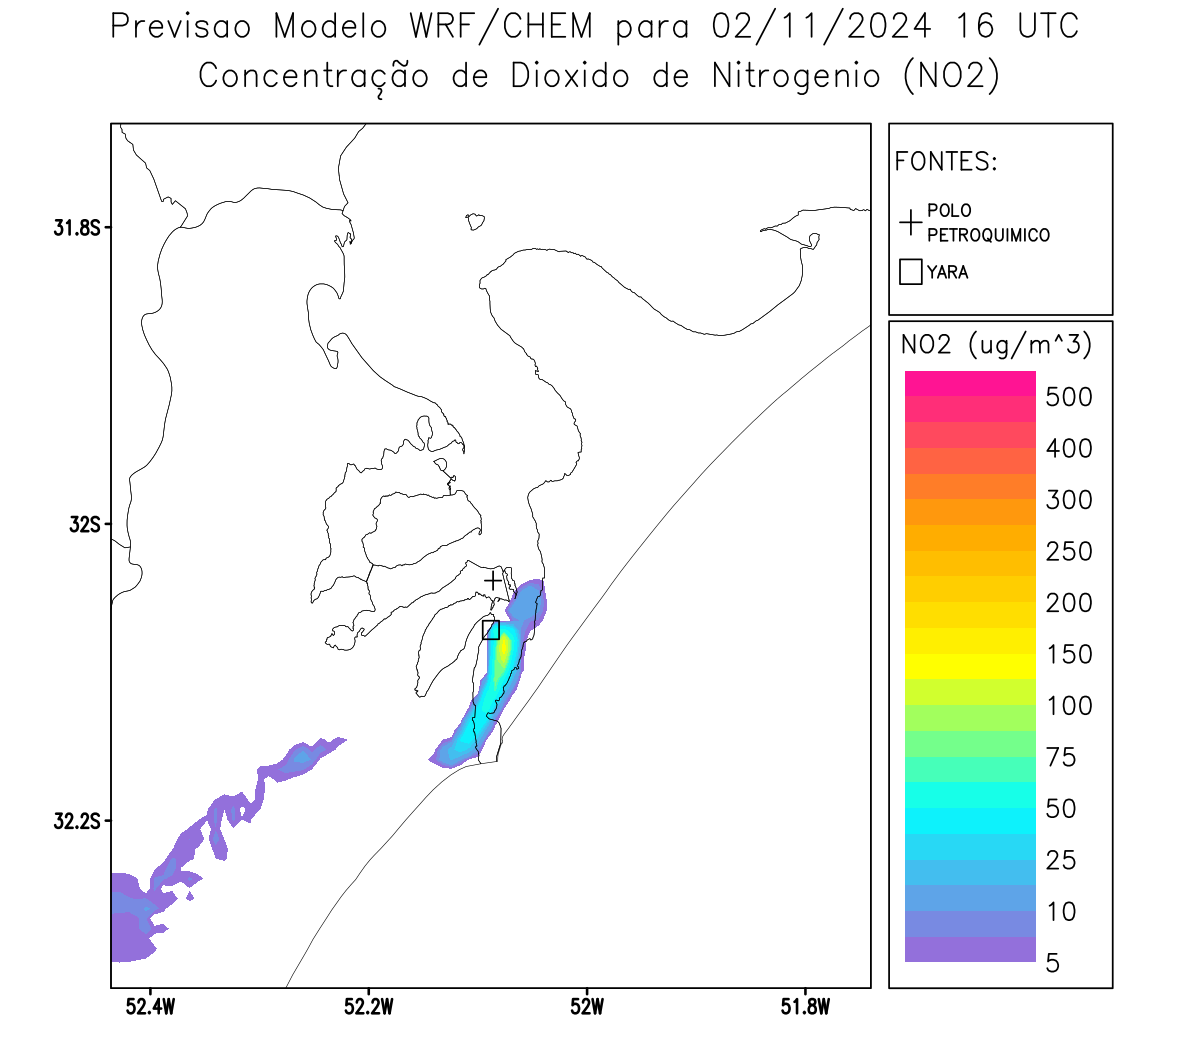 Previsao Modelo WRF/CHEM para 02/11/2024 16 UTC
Concentração de Dioxido de Nitrogenio (NO2)
FONTES:
POLO
PETROQUIMICO
YARA
NO2 (ug/m^3)
500
400
300
250
200
150
100
75
50
25
10
5
31.8S
32S
32.2S
52.4W
52.2W
52W
51.8W